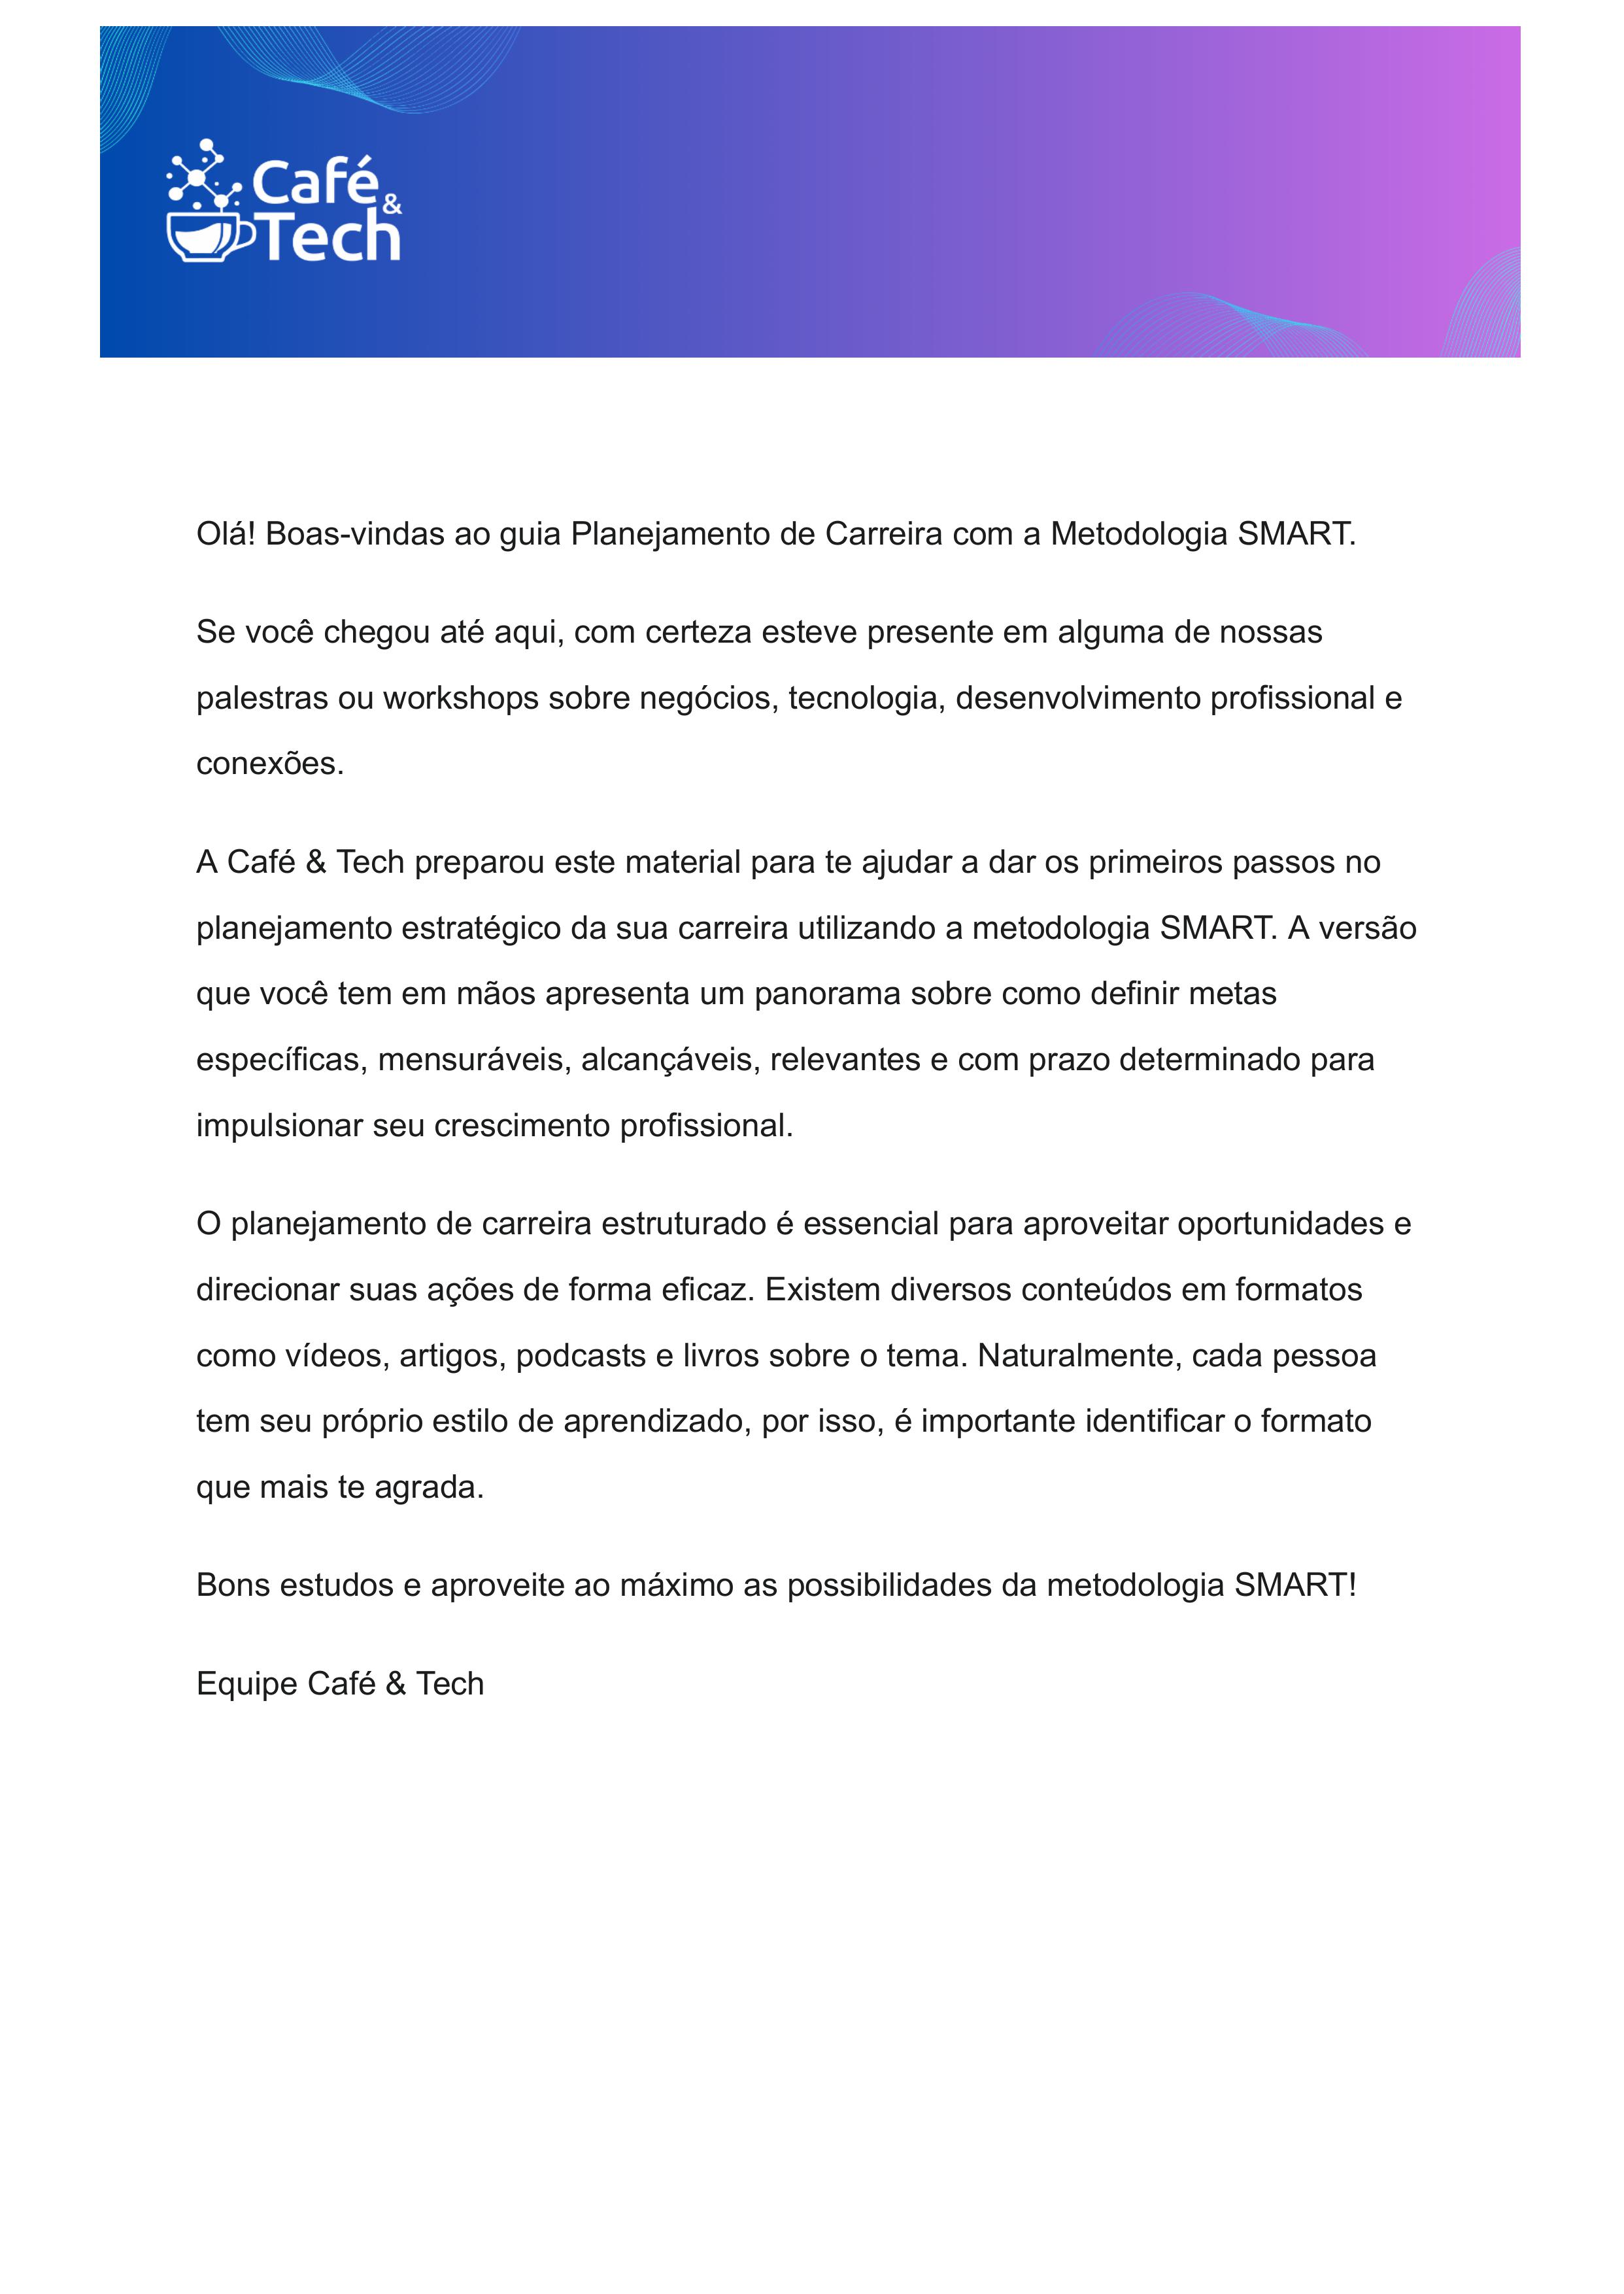 Café
&
Tech
Olá! Boas-vindas ao guia Planejamento de Carreira com a Metodologia SMART.
Se você chegou até aqui, com certeza esteve presente em alguma de nossas
palestras ou workshops sobre negócios, tecnologia, desenvolvimento profissional e
conexões.
A Café & Tech preparou este material para te ajudar a dar os primeiros passos no
planejamento estratégico da sua carreira utilizando a metodologia SMART. A versão
que você tem em mãos apresenta um panorama sobre como definir metas
específicas, mensuráveis, alcançáveis, relevantes e com prazo determinado para
impulsionar seu crescimento profissional.
O planejamento de carreira estruturado é essencial para aproveitar oportunidades e
direcionar suas ações de forma eficaz. Existem diversos conteúdos em formatos
como vídeos, artigos, podcasts e livros sobre o tema. Naturalmente, cada pessoa
tem seu próprio estilo de aprendizado, por isso, é importante identificar o formato
que mais te agrada.
Bons estudos e aproveite ao máximo as possibilidades da metodologia SMART!
Equipe Café & Tech